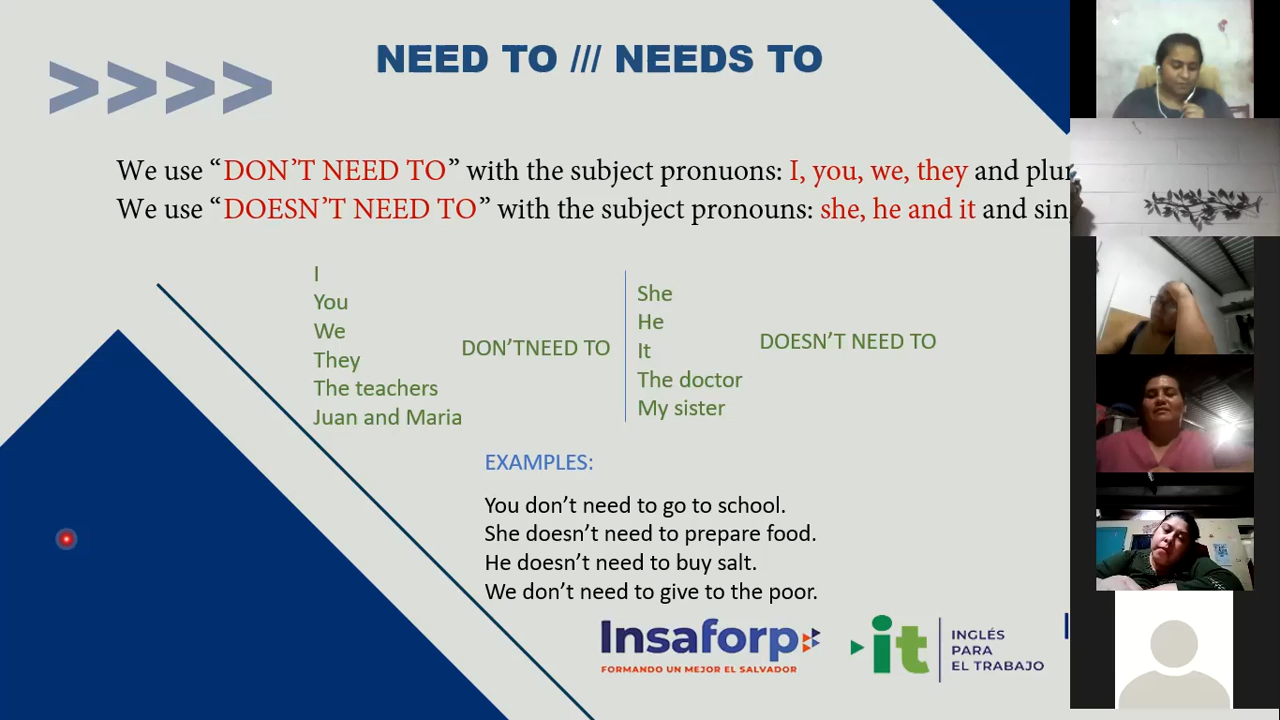 >>>>
NEED TO /// NEEDS TO
We use “DON’T NEED TO” with the subject pronuons: I, you, we, they and
We use “DOESN’T NEED TO” with the subject pronouns: she, he and it and
I
You
We
They
The teachers
Juan and Maria
DON’TNEED TO
She
He
It
The doctor
My sister
DOESN’T NEED TO
EXAMPLES:
You don’t need to go to school.
She doesn’t need to prepare food.
He doesn’t need to buy salt.
We don’t need to give to the poor.
Insaforp
FORMANDO UN MEJOR EL SALVADOR
it
INGLÉS
PARA
EL TRABAJO